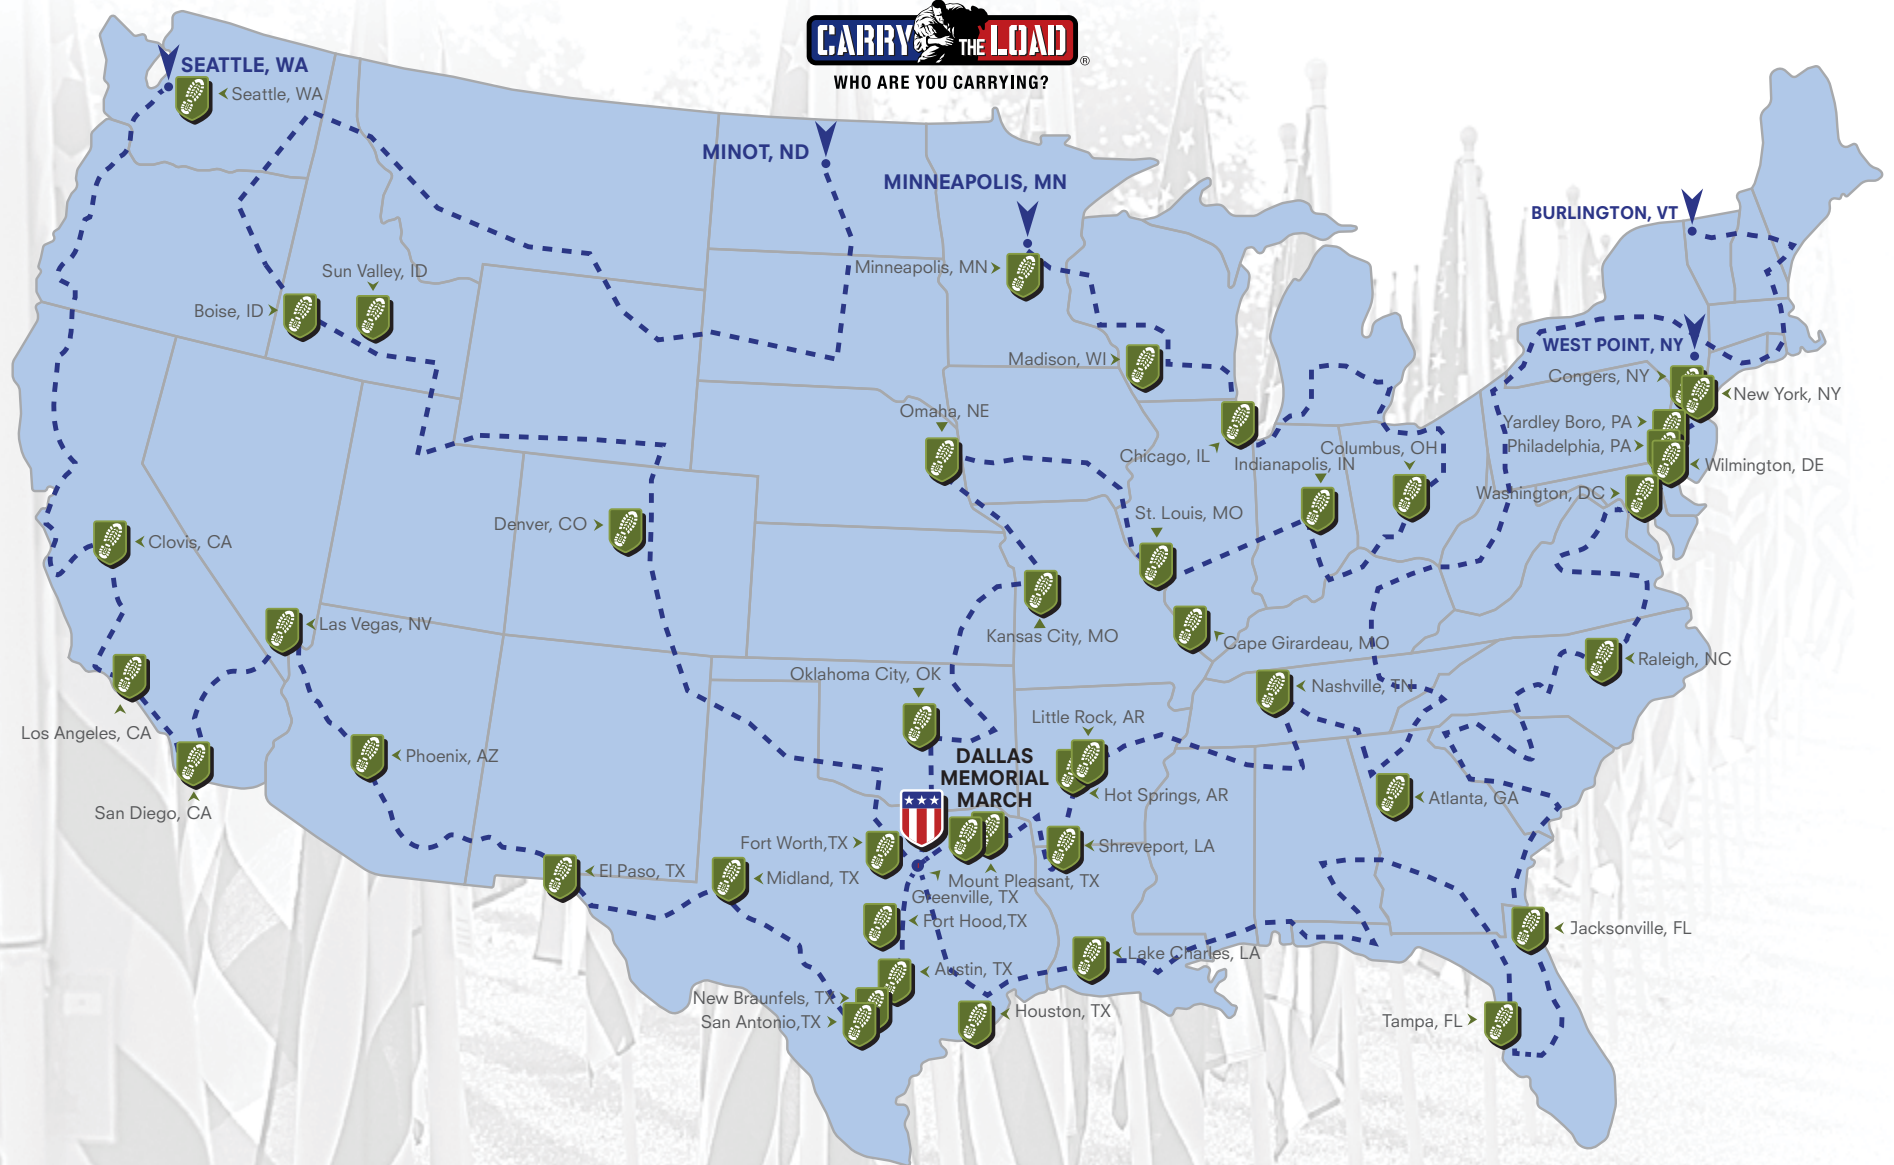 CARRY THE LOAD
®
WHO ARE YOU CARRYING?
SEATTLE, WA
Seattle, WA
MINOT, ND
MINNEAPOLIS, MN
Minneapolis, MN
BURLINGTON, VT
WEST POINT, NY
Congers, NY
New York, NY
Yardley Boro, PA
Philadelphia, PA
Wilmington, DE
Washington, DC
Sun Valley, ID
Boise, ID
Madison, WI
Omaha, NE
Chicago, IL
Indianapolis, IN
Columbus, OH
St. Louis, MO
Denver, CO
Clovis, CA
Las Vegas, NV
Kansas City, MO
Cape Girardeau, MO
Raleigh, NC
Nashville, TN
Oklahoma City, OK
Little Rock, AR
Los Angeles, CA
Phoenix, AZ
San Diego, CA
DALLAS
MEMORIAL
MARCH
Hot Springs, AR
Atlanta, GA
Fort Worth,TX
Shreveport, LA
El Paso, TX
Midland, TX
Mount Pleasant, TX
Greenville, TX
Fort Hood,TX
Jacksonville, FL
Lake Charles, LA
Austin, TX
New Braunfels, TX
San Antonio,TX
Houston, TX
Tampa, FL